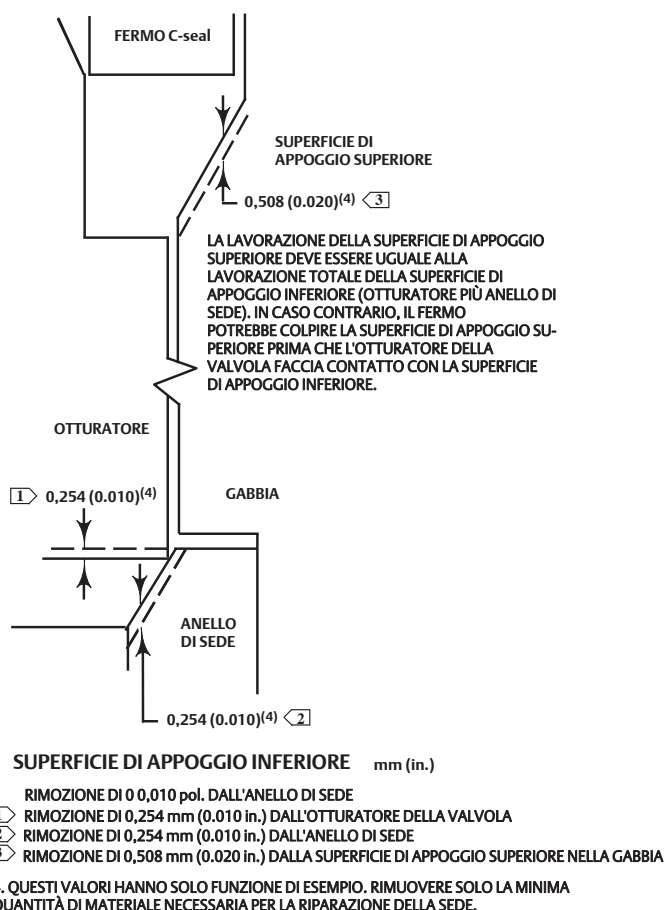 FERMO C-seal
SUPERFICIE DI
APPOGGIO SUPERIORE
0,508 (0.020)(4) 3
LA LAVORAZIONE DELLA SUPERFICIE DI APPOGGIO
SUPERIORE DEVE ESSERE UGUALE ALLA
LAVORAZIONE TOTALE DELLA SUPERFICIE DI
APPOGGIO INFERIORE (OTTURATORE PIÙ ANELLO DI
SEDE). IN CASO CONTRARIO, IL FERMO
POTREBBE COLPIRE LA SUPERFICIE DI APPOGGIO SU-
PERIORE PRIMA CHE L'OTTURATORE DELLA
VALVOLA FACCIA CONTATTO CON LA SUPERFICIE
DI APPOGGIO INFERIORE.
OTTURATORE
1 0,254 (0.010)(4)
GABBIA
ANELLO
DI SEDE
0,254 (0.010)(4) 2
SUPERFICIE DI APPOGGIO INFERIORE mm (in.)
RIMOZIONE DI 0 0,010 pol. DALL'ANELLO DI SEDE
RIMOZIONE DI 0,254 mm (0.010 in.) DALL'OTTURATORE DELLA VALVOLA
RIMOZIONE DI 0,254 mm (0.010 in.) DALL'ANELLO DI SEDE
RIMOZIONE DI 0,508 mm (0.020 in.) DALLA SUPERFICIE DI APPOGGIO SUPERIORE NELLA GABBIA
. QUESTI VALORI HANNO SOLO FUNZIONE DI ESEMPIO. RIMUOVERE SOLO LA MINIMA
QUANTITÀ DI MATERIALE NECESSARIA PER LA RIPARAZIONE DELLA SEDE.